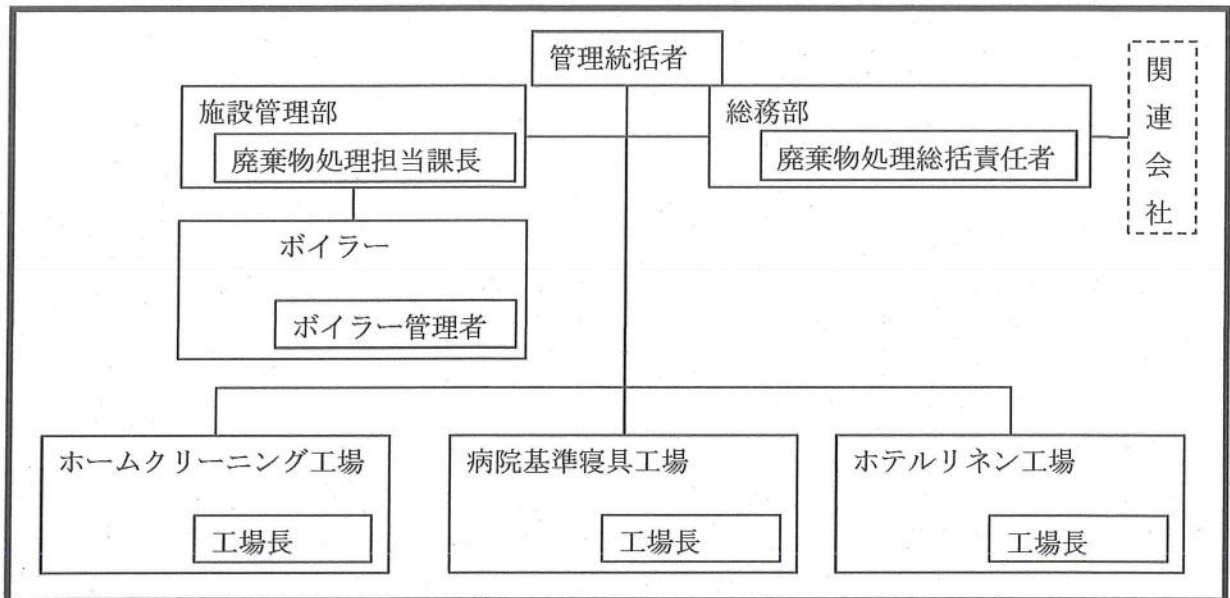 管理統括者
施設管理部
廃棄物処理担当課長
総務部
廃棄物処理総括責任者
関連会社
ボイラー
ボイラー管理者
ホームクリーニング工場
工場長
病院基準寝具工場
工場長
ホテルリネン工場
工場長